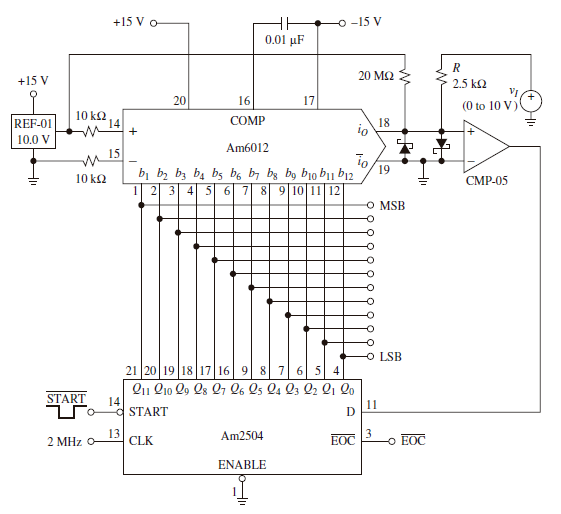 +15 V
–15 V
0.01 μF
20 MΩ
R
2.5 kΩ
v_I
(0 to 10 V)
+
+15 V
REF-01
10.0 V
10 kΩ
14
+
15
–
10 kΩ
20
16
17
COMP
Am6012
i_O
18
i̅_O
19
+
–
CMP-05
b1 b2 b3 b4 b5 b6 b7 b8 b9 b10 b11 b12
1 2 3 4 5 6 7 8 9 10 11 12
MSB
LSB
21 20 19 18 17 16 9 8 7 6 5 4
Q11 Q10 Q9 Q8 Q7 Q6 Q5 Q4 Q3 Q2 Q1 Q0
S̅T̅A̅R̅T̅
14
START
D
11
2 MHz
13
CLK
Am2504
E̅O̅C̅
3
E̅O̅C̅
ENABLE
1